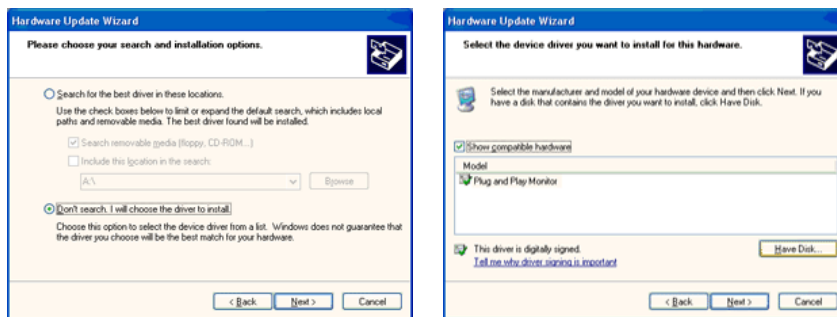 Hardware Update Wizard
Please choose your search and installation options.
Search for the best driver in these locations.
Use the check boxes below to limit or expand the default search, which includes local
paths and removable media. The best driver found will be installed.
Search removable media (floppy, CD-ROM...)
Include this location in the search:
A:\
Browse
Don't search. I will choose the driver to install.
Choose this option to select the device driver from a list. Windows does not guarantee that
the driver you choose will be the best match for your hardware.
< Back
Next >
Cancel
Hardware Update Wizard
Select the device driver you want to install for this hardware.
Select the manufacturer and model of your hardware device and then click Next. If you
have a disk that contains the driver you want to install, click Have Disk.
Show compatible hardware
Model
Plug and Play Monitor
This driver is digitally signed.
Tell me why driver signing is important
Have Disk...
< Back
Next >
Cancel